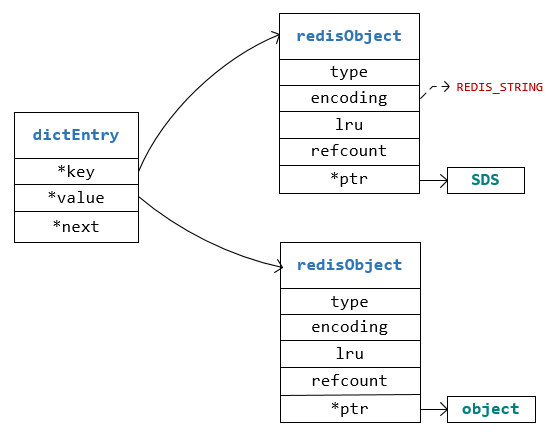 dictEntry
*key
*value
*next
redisObject
type
encoding
lru
refcount
*ptr
REDIS_STRING
SDS
redisObject
type
encoding
lru
refcount
*ptr
object